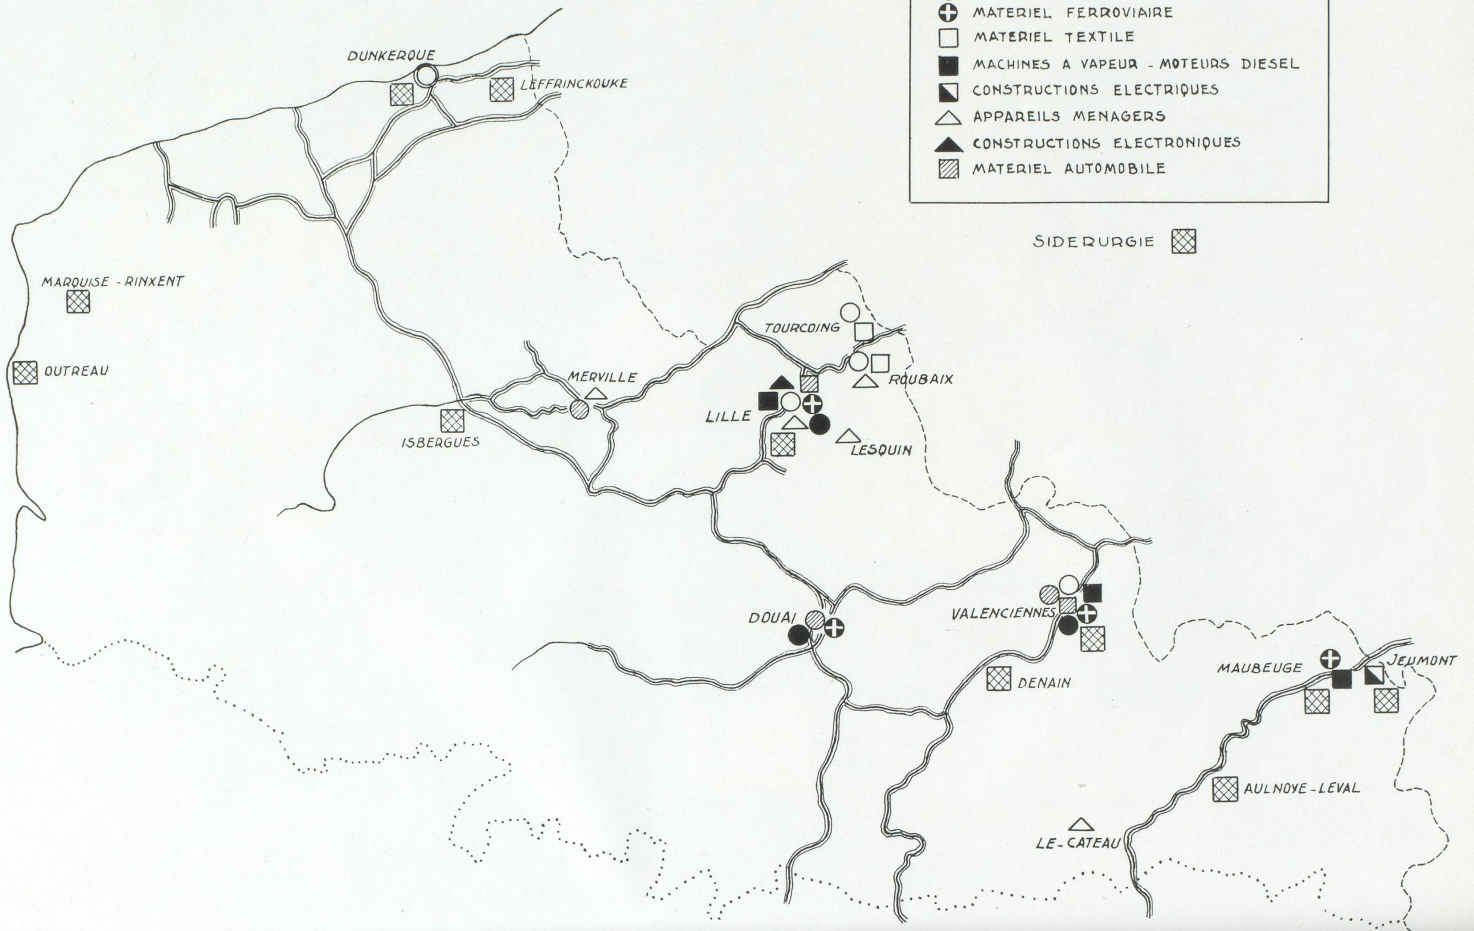 MATERIEL FERROVIAIRE
MATERIEL TEXTILE
MACHINES A VAPEUR - MOTEURS DIESEL
CONSTRUCTIONS ELECTRIQUES
APPAREILS MENAGERS
CONSTRUCTIONS ELECTRONIQUES
MATERIEL AUTOMOBILE
SIDERURGIE
DUNKERQUE
LEFFRINCKOUKE
MARQUISE - RINXENT
OUTREAU
TOURCOING
MERVILLE
ROUBAIX
LILLE
ISBERGUES
LESQUIN
DOUAI
VALENCIENNES
DENAIN
MAUBEUGE
JEUMONT
AULNOYE-LEVAL
LE-CATEAU